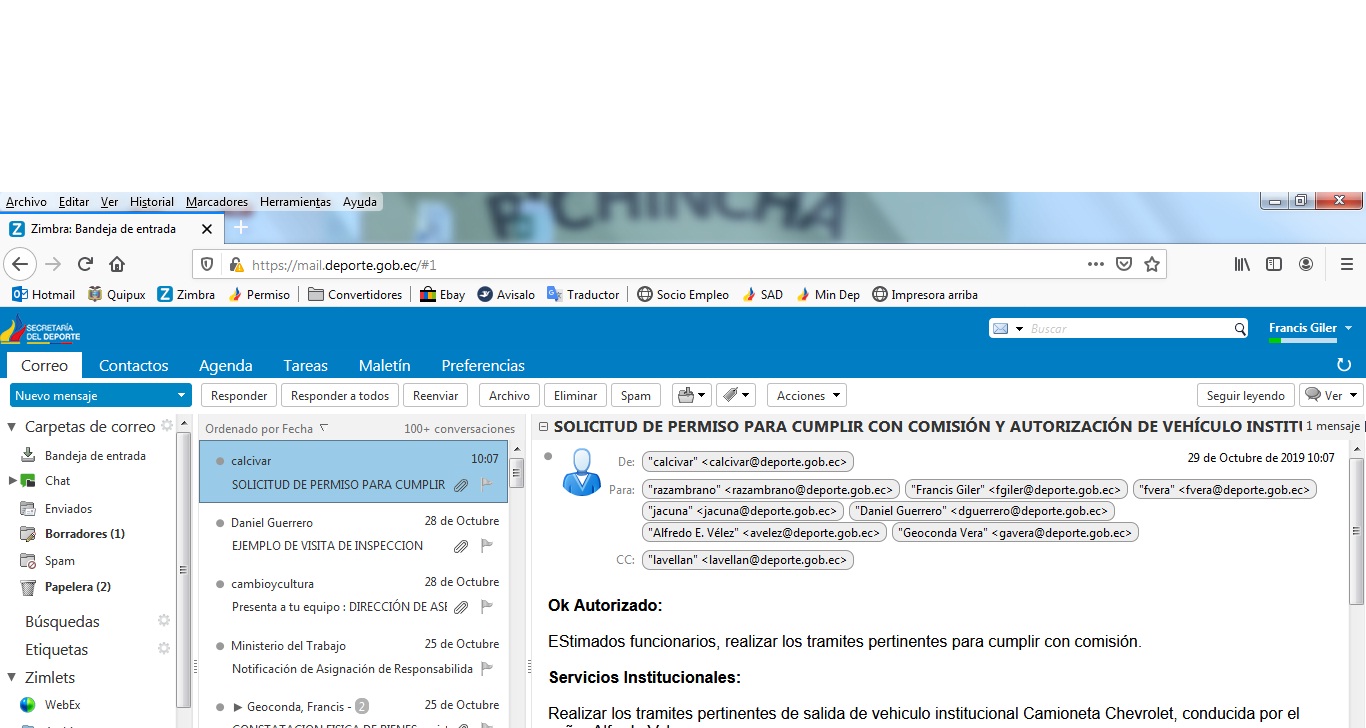 PICHINCHA
Archivo Editar Ver Historial Marcadores Herramientas Ayuda
Zimbra: Bandeja de entrada
https://mail.deporte.gob.ec/#1
Hotmail Quipux Zimbra Permiso Convertidores Ebay Avisalo Traductor Socio Empleo SAD Min Dep Impresora arriba
SECRETARÍA
DEL DEPORTE
Buscar
Francis Giler
Correo Contactos Agenda Tareas Maletín Preferencias
Nuevo mensaje Responder Responder a todos Reenviar Archivo Eliminar Spam Acciones Seguir leyendo Ver
Carpetas de correo
Bandeja de entrada
Chat
Enviados
Borradores (1)
Spam
Papelera (2)
Búsquedas
Etiquetas
Zimlets
WebEx
Ordenado por Fecha 100+ conversaciones
calcivar 10:07
SOLICITUD DE PERMISO PARA CUMPLIR
Daniel Guerrero 28 de Octubre
EJEMPLO DE VISITA DE INSPECCION
cambioycultura 28 de Octubre
Presenta a tu equipo : DIRECCIÓN DE ASE
Ministerio del Trabajo 25 de Octubre
Notificación de Asignación de Responsabilida
Geoconda, Francis - 2 25 de Octubre
CONSTATACION FISICA DE BIENES
SOLICITUD DE PERMISO PARA CUMPLIR CON COMISIÓN Y AUTORIZACIÓN DE VEHÍCULO INSTITU 1 mensaje
De: "calcivar" <calcivar@deporte.gob.ec> 29 de Octubre de 2019 10:07
Para: "razambrano" <razambrano@deporte.gob.ec> "Francis Giler" <fgiler@deporte.gob.ec> "fvera" <fvera@deporte.gob.ec>
"jacuna" <jacuna@deporte.gob.ec> "Daniel Guerrero" <dguerrero@deporte.gob.ec>
"Alfredo E. Vélez" <avelez@deporte.gob.ec> "Geoconda Vera" <gavera@deporte.gob.ec>
CC: "lavellan" <lavellan@deporte.gob.ec>
Ok Autorizado:
EStimados funcionarios, realizar los tramites pertinentes para cumplir con comisión.
Servicios Institucionales:
Realizar los tramites pertinentes de salida de vehiculo institucional Camioneta Chevrolet, conducida por el